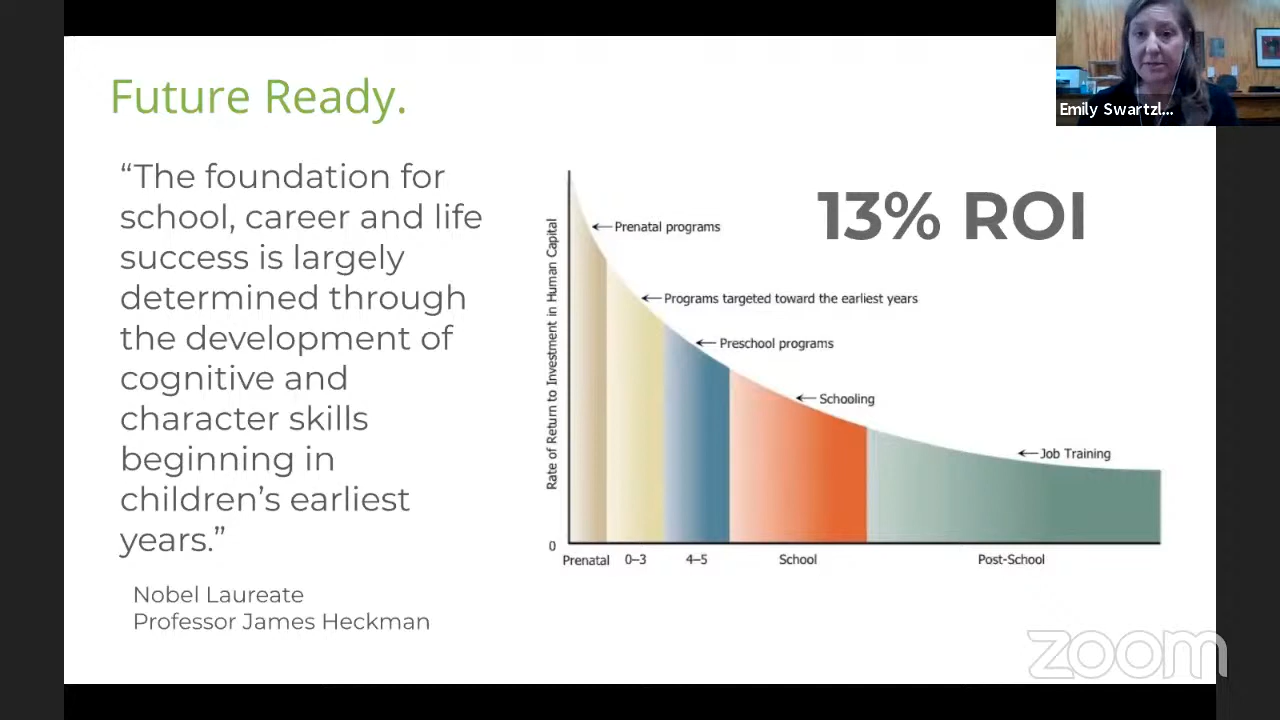 Future Ready.
“The foundation for
school, career and life
success is largely
determined through
the development of
cognitive and
character skills
beginning in
children’s earliest
years.”
Nobel Laureate
Professor James Heckman
13% ROI
Rate of Return to Investment in Human Capital
Prenatal programs
Programs targeted toward the earliest years
Preschool programs
Schooling
Job Training
0
Prenatal 0–3 4–5 School Post-School
Emily Swartzl...
zoom